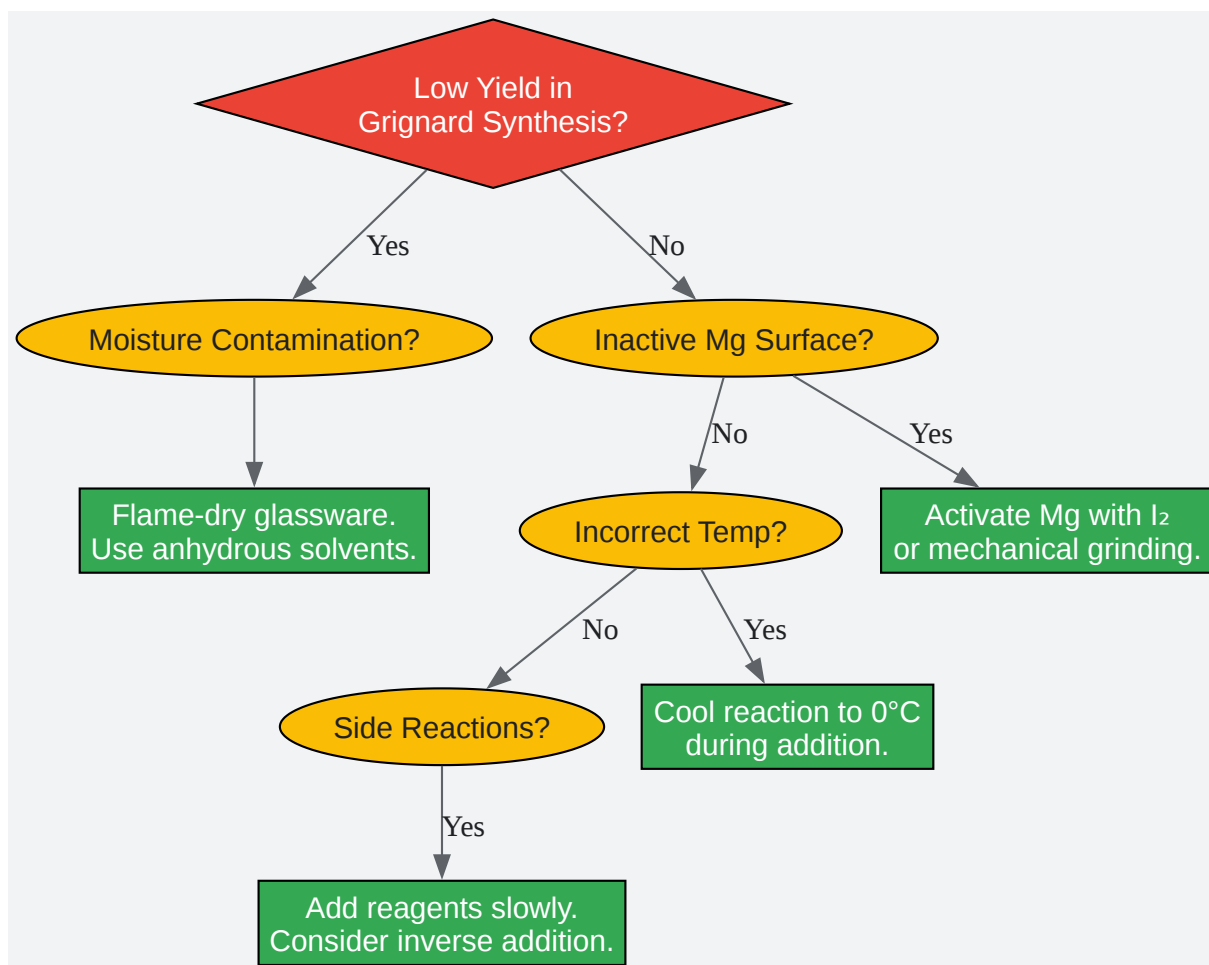 Low Yield in
Grignard Synthesis?
Yes
No
Moisture Contamination?
Inactive Mg Surface?
No
Yes
Flame-dry glassware.
Use anhydrous solvents.
Incorrect Temp?
Activate Mg with I₂
or mechanical grinding.
No
Yes
Side Reactions?
Cool reaction to 0°C
during addition.
Yes
Add reagents slowly.
Consider inverse addition.